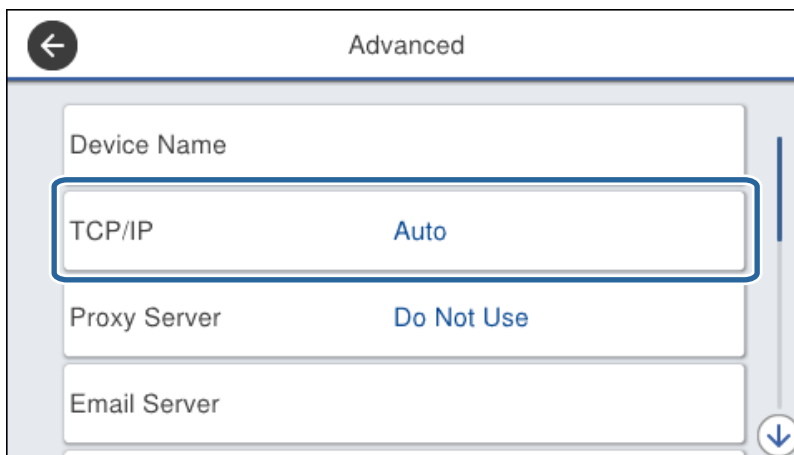 Advanced
Device Name
TCP/IP Auto
Proxy Server Do Not Use
Email Server